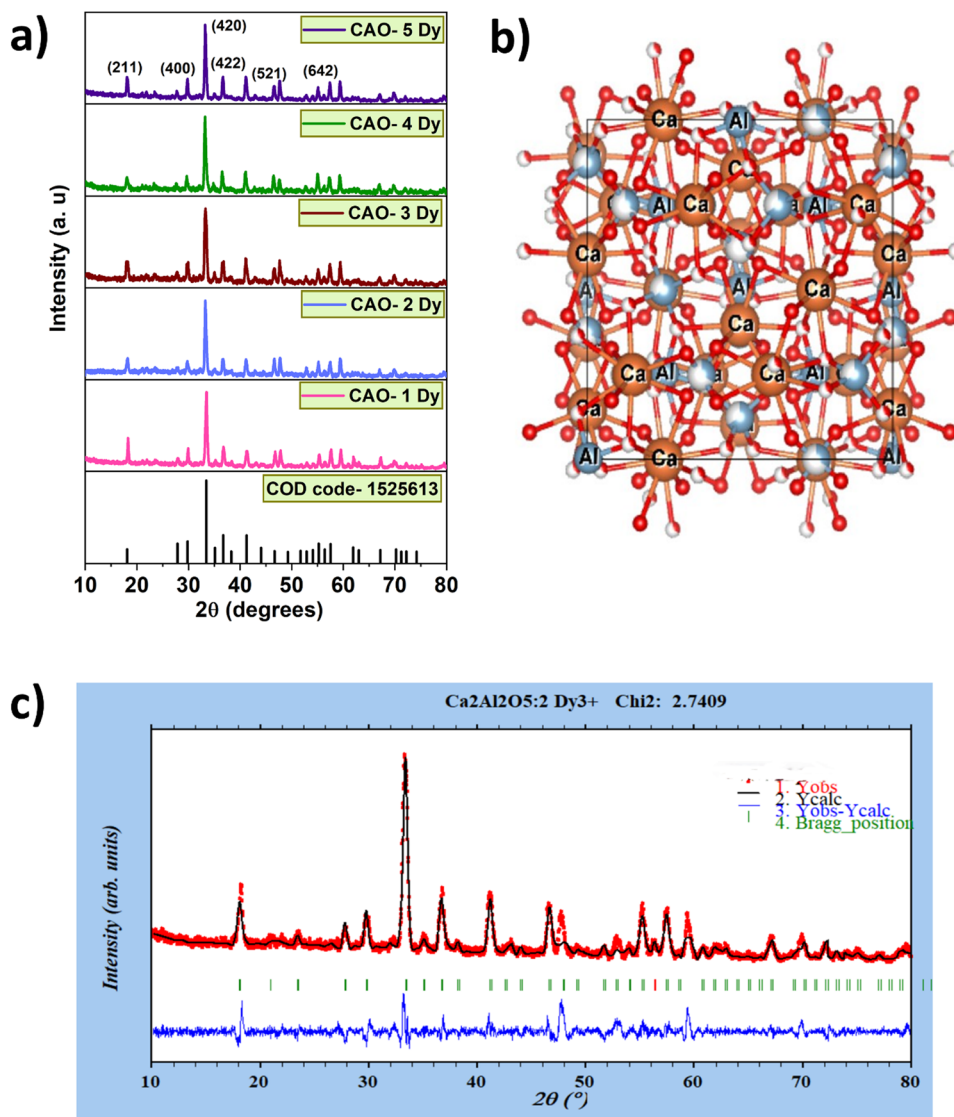 a)
CAO- 5 Dy
(420)
(211)
(400)
(422)
(521)
(642)
CAO- 4 Dy
CAO- 3 Dy
CAO- 2 Dy
CAO- 1 Dy
COD code- 1525613
Intensity (a. u)
10 20 30 40 50 60 70 80
2θ (degrees)
b)
Ca Al
Ca
Al Ca Al Ca
Ca Ca
Al Al Al
Ca Ca
Ca
Ca Al Ca Al
Ca Ca
Al Ca Al
c)
Ca2Al2O5:2 Dy3+ Chi2: 2.7409
1. Yobs
2. Ycalc
3. Yobs-Ycalc
4. Bragg_position
Intensity (arb. units)
10 20 30 40 50 60 70 80
2θ (°)